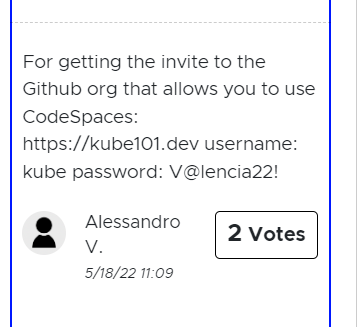 For getting the invite to the
Github org that allows you to use
CodeSpaces:
https://kube101.dev username:
kube password: V@lencia22!
Alessandro
V.
5/18/22 11:09
2 Votes